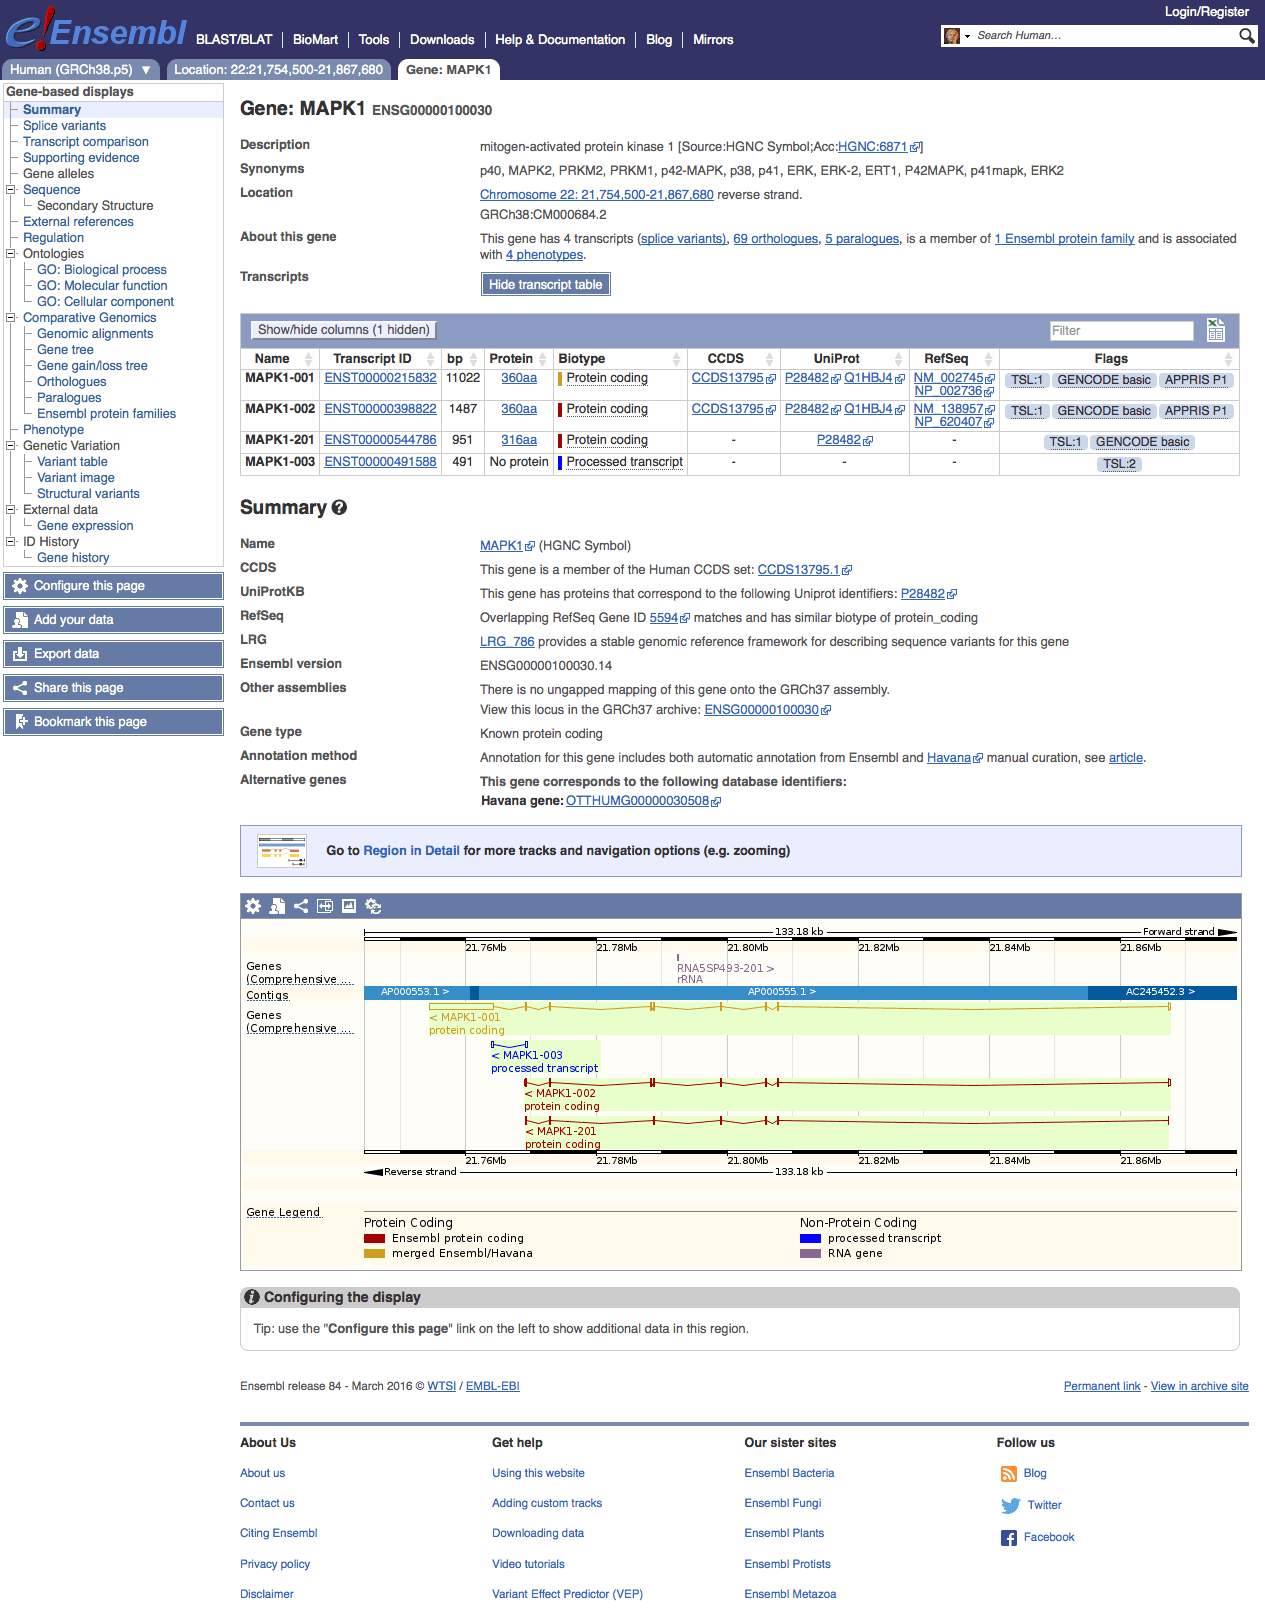 Login/Register
e!Ensembl BLAST/BLAT BioMart Tools Downloads Help & Documentation Blog Mirrors
Search Human...
Human (GRCh38.p5) ▼ Location: 22:21,754,500-21,867,680 Gene: MAPK1
Gene-based displays
Summary
Splice variants
Transcript comparison
Supporting evidence
Gene alleles
Sequence
Secondary Structure
External references
Regulation
Ontologies
GO: Biological process
GO: Molecular function
GO: Cellular component
Comparative Genomics
Genomic alignments
Gene tree
Gene gain/loss tree
Orthologues
Paralogues
Ensembl protein families
Phenotype
Genetic Variation
Variant table
Variant image
Structural variants
External data
Gene expression
ID History
Gene history
Configure this page
Add your data
Export data
Share this page
Bookmark this page
Gene: MAPK1 ENSG00000100030
Description mitogen-activated protein kinase 1 [Source:HGNC Symbol;Acc:HGNC:6871]
Synonyms p40, MAPK2, PRKM2, PRKM1, p42-MAPK, p38, p41, ERK, ERK-2, ERT1, P42MAPK, p41mapk, ERK2
Location Chromosome 22: 21,754,500-21,867,680 reverse strand.
GRCh38:CM000684.2
About this gene This gene has 4 transcripts (splice variants), 69 orthologues, 5 paralogues, is a member of 1 Ensembl protein family and is associated
with 4 phenotypes.
Transcripts Hide transcript table
Show/hide columns (1 hidden) Filter
Name Transcript ID bp Protein Biotype CCDS UniProt RefSeq Flags
MAPK1-001 ENST00000215832 11022 360aa Protein coding CCDS13795 P28482 Q1HBJ4 NM_002745 TSL:1 GENCODE basic APPRIS P1
NP_002736
MAPK1-002 ENST00000398822 1487 360aa Protein coding CCDS13795 P28482 Q1HBJ4 NM_138957 TSL:1 GENCODE basic APPRIS P1
NP_620407
MAPK1-201 ENST00000544786 951 316aa Protein coding - P28482 - TSL:1 GENCODE basic
MAPK1-003 ENST00000491588 491 No protein Processed transcript - - - TSL:2
Summary ?
Name MAPK1 (HGNC Symbol)
CCDS This gene is a member of the Human CCDS set: CCDS13795.1
UniProtKB This gene has proteins that correspond to the following Uniprot identifiers: P28482
RefSeq Overlapping RefSeq Gene ID 5594 matches and has similar biotype of protein_coding
LRG LRG_786 provides a stable genomic reference framework for describing sequence variants for this gene
Ensembl version ENSG00000100030.14
Other assemblies There is no ungapped mapping of this gene onto the GRCh37 assembly.
View this locus in the GRCh37 archive: ENSG00000100030
Gene type Known protein coding
Annotation method Annotation for this gene includes both automatic annotation from Ensembl and Havana manual curation, see article.
Alternative genes This gene corresponds to the following database identifiers:
Havana gene: OTTHUMG00000030508
Go to Region in Detail for more tracks and navigation options (e.g. zooming)
133.18 kb Forward strand
21.76Mb 21.78Mb 21.80Mb 21.82Mb 21.84Mb 21.86Mb
Genes
(Comprehensive ...
RNA5SP493-201 >
rRNA
Contigs AP000553.1 > AP000555.1 > AC245452.3 >
Genes
(Comprehensive ...
< MAPK1-001
protein coding
< MAPK1-003
processed transcript
< MAPK1-002
protein coding
< MAPK1-201
protein coding
21.76Mb 21.78Mb 21.80Mb 21.82Mb 21.84Mb 21.86Mb
Reverse strand 133.18 kb
Gene Legend
Protein Coding Non-Protein Coding
Ensembl protein coding processed transcript
merged Ensembl/Havana RNA gene
Configuring the display
Tip: use the "Configure this page" link on the left to show additional data in this region.
Ensembl release 84 - March 2016 © WTSI / EMBL-EBI Permanent link - View in archive site
About Us Get help Our sister sites Follow us
About us Using this website Ensembl Bacteria Blog
Contact us Adding custom tracks Ensembl Fungi Twitter
Citing Ensembl Downloading data Ensembl Plants Facebook
Privacy policy Video tutorials Ensembl Protists
Disclaimer Variant Effect Predictor (VEP) Ensembl Metazoa